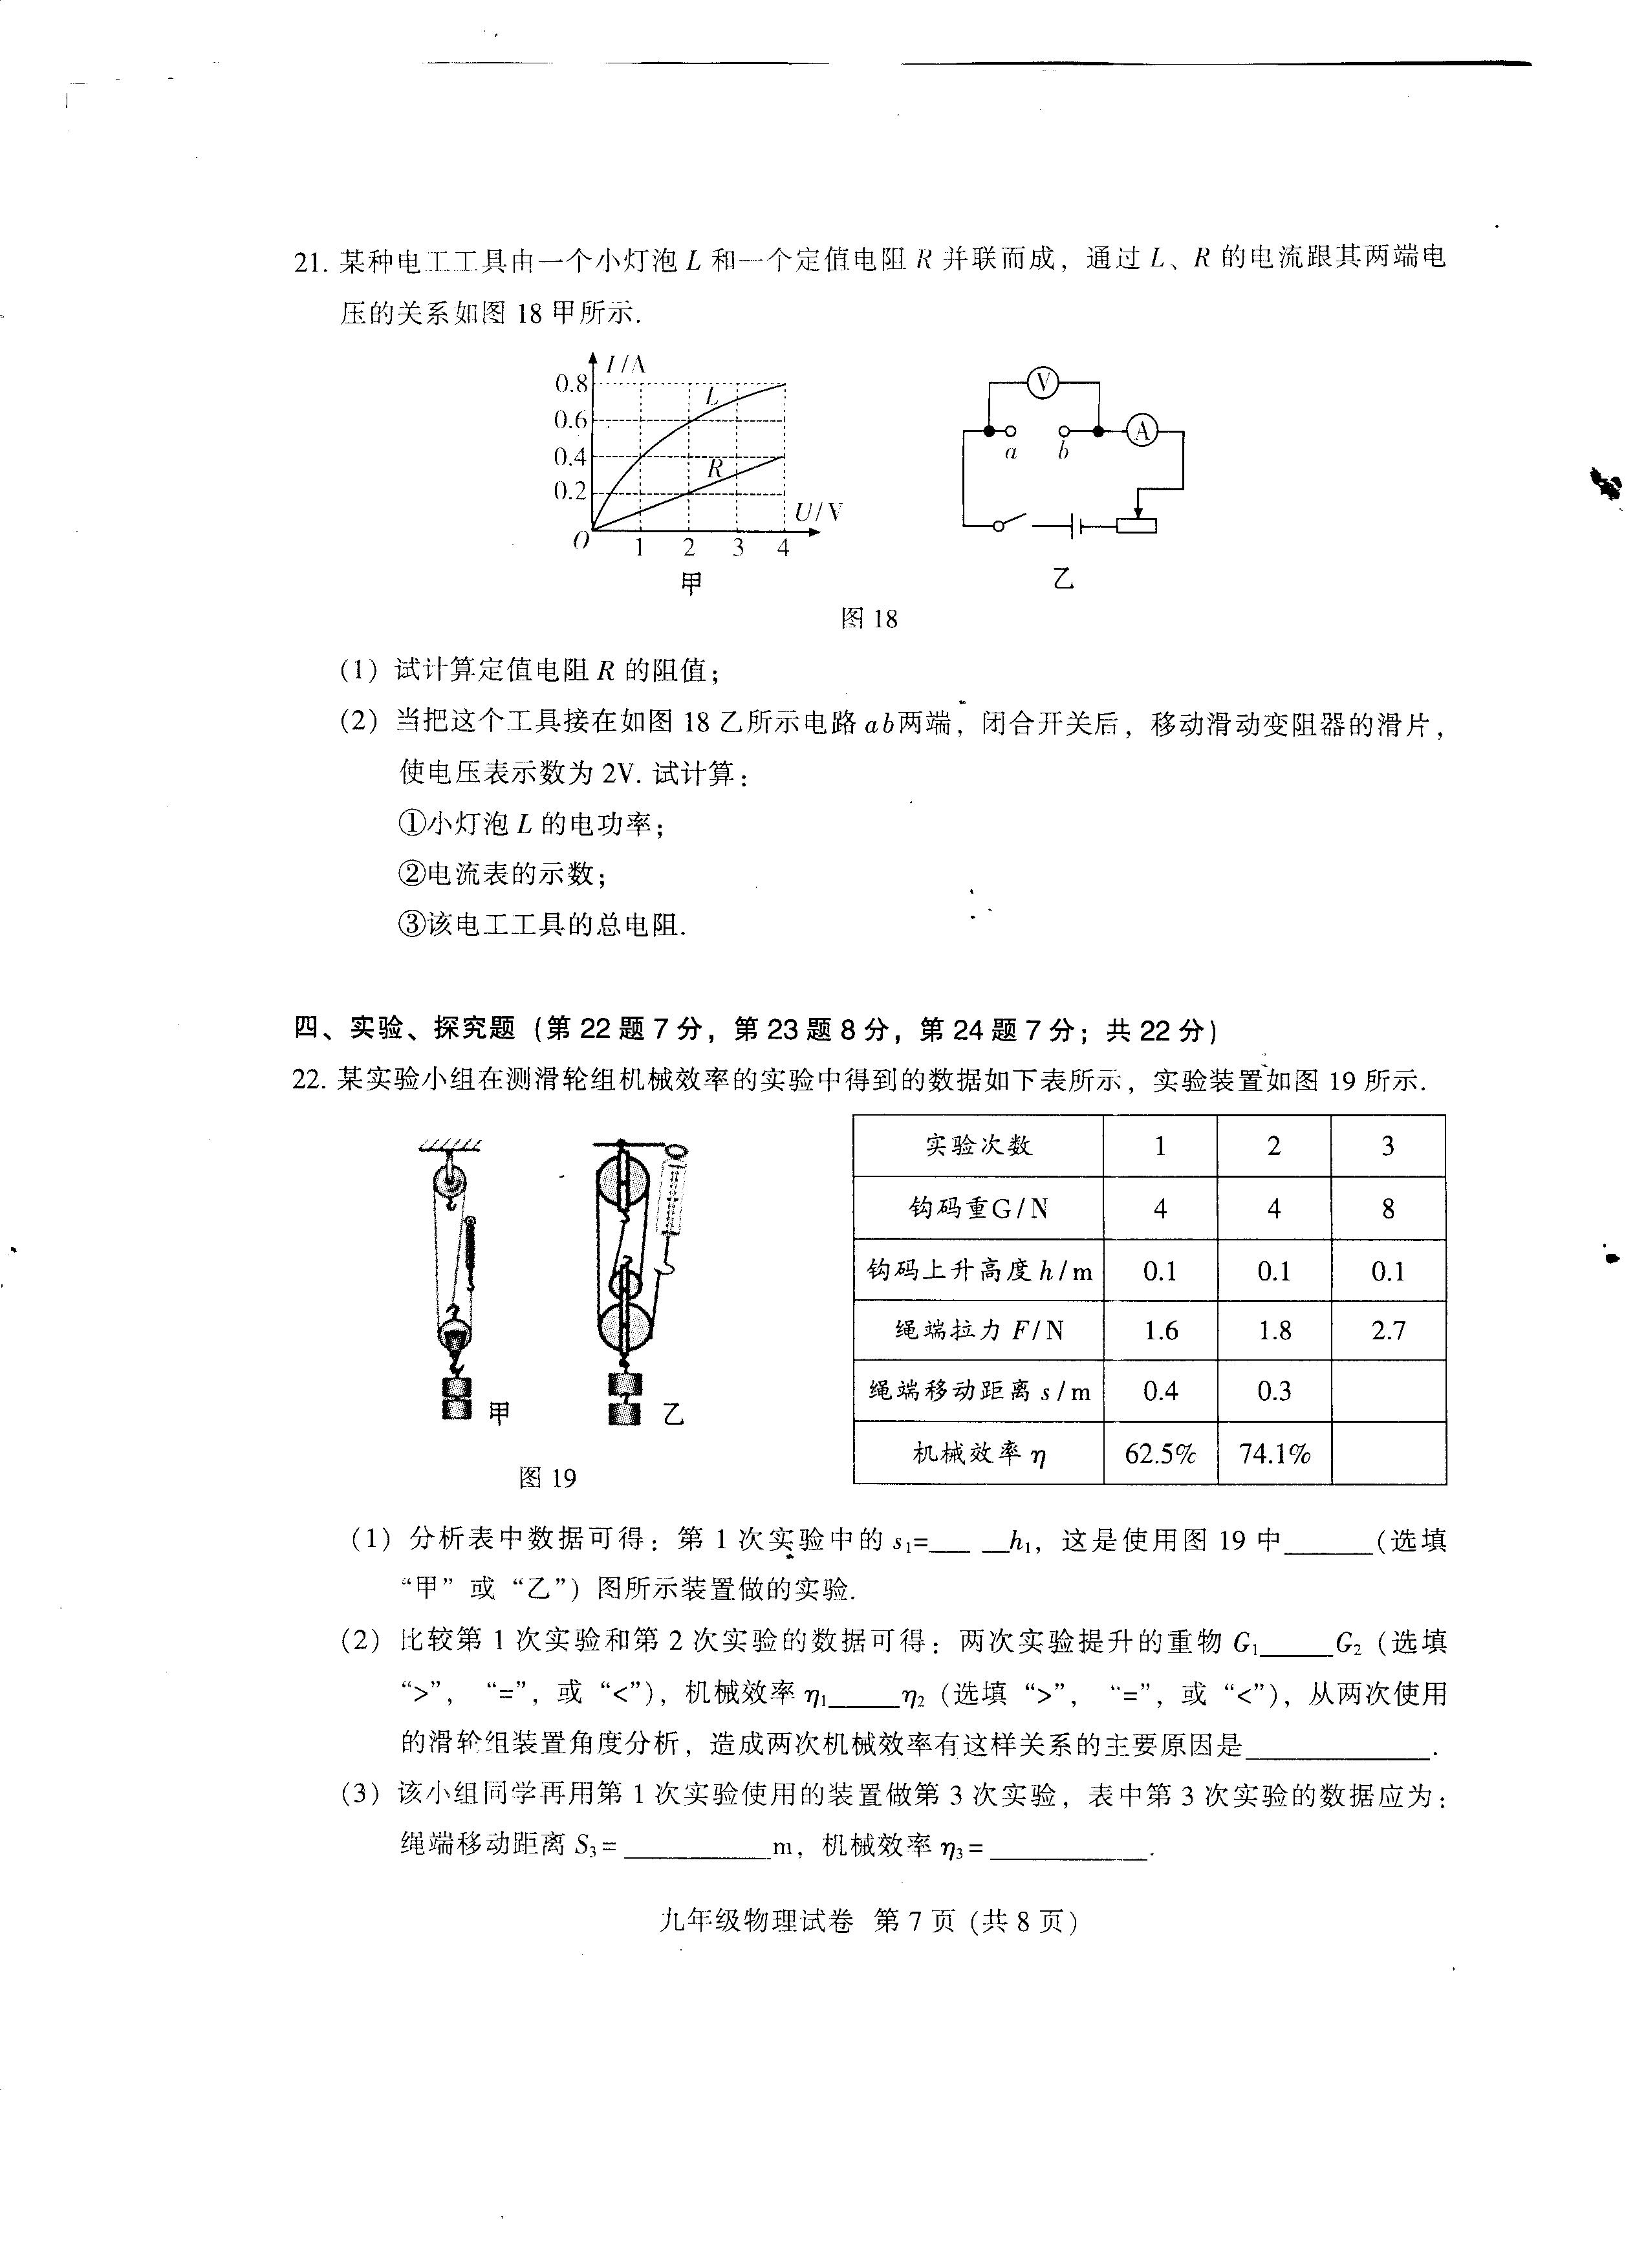 21. 某种电工工具由一个小灯泡 L 和一个定值电阻 R 并联而成，通过 L、R 的电流跟其两端电
压的关系如图 18 甲所示.
I/A
0.8
0.6
0.4
0.2
O
1
2
3
4
U/V
L
R
甲
V
A
a
b
乙
图 18
(1) 试计算定值电阻 R 的阻值；
(2) 当把这个工具接在如图 18 乙所示电路 ab两端，闭合开关后，移动滑动变阻器的滑片，
使电压表示数为 2V. 试计算：
①小灯泡 L 的电功率；
②电流表的示数；
③该电工工具的总电阻.
四、实验、探究题 (第 22 题 7 分，第 23 题 8 分，第 24 题 7 分；共 22 分)
22. 某实验小组在测滑轮组机械效率的实验中得到的数据如下表所示，实验装置如图 19 所示.
甲
乙
图 19
实验次数 1 2 3
钩码重G/N 4 4 8
钩码上升高度 h/m 0.1 0.1 0.1
绳端拉力 F/N 1.6 1.8 2.7
绳端移动距离 s/m 0.4 0.3
机械效率 η 62.5% 74.1%
(1) 分析表中数据可得：第 1 次实验中的 s₁=___ __h₁，这是使用图 19 中______(选填
“甲” 或 “乙”) 图所示装置做的实验.
(2) 比较第 1 次实验和第 2 次实验的数据可得：两次实验提升的重物 G₁_____G₂ (选填
“>”， “=”，或 “<”)，机械效率 η₁_____η₂ (选填 “>”， “=”，或 “<”)，从两次使用
的滑轮组装置角度分析，造成两次机械效率有这样关系的主要原因是_____________.
(3) 该小组同学再用第 1 次实验使用的装置做第 3 次实验，表中第 3 次实验的数据应为：
绳端移动距离 S₃= __________m，机械效率 η₃= ___________.
九年级物理试卷 第 7 页 (共 8 页)